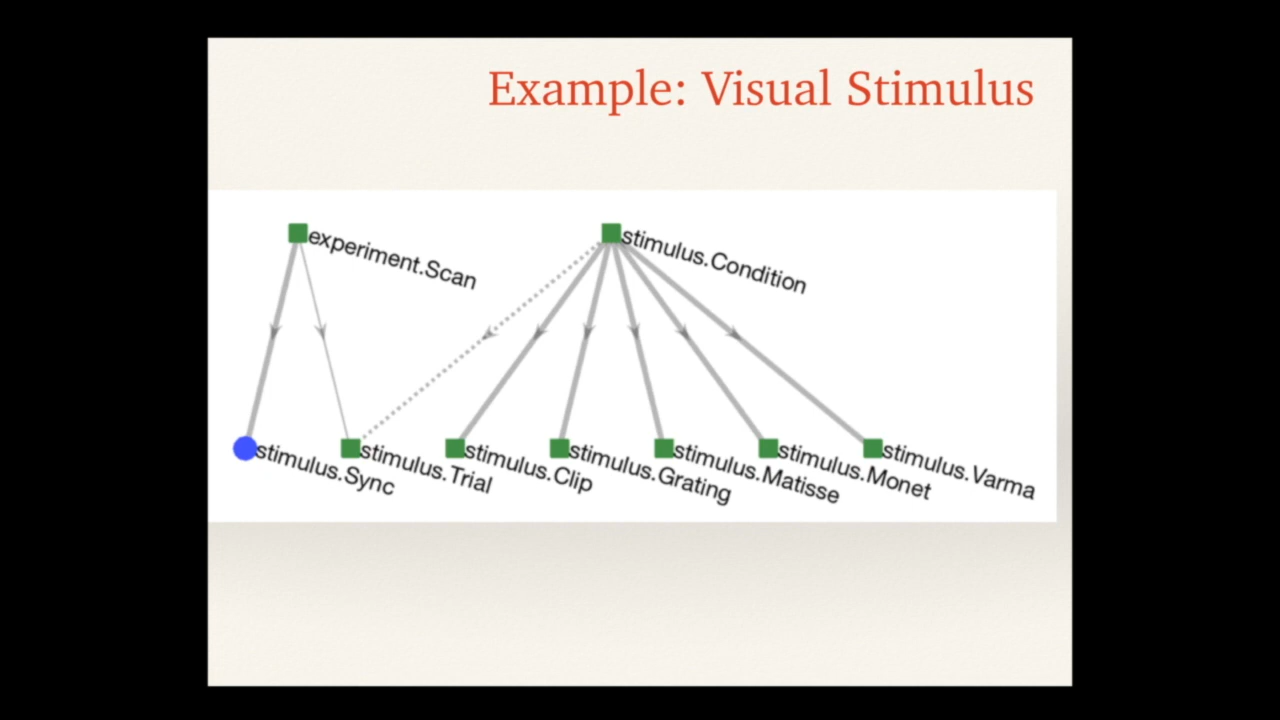 Example: Visual Stimulus
experiment.Scan
stimulus.Condition
stimulus.Sync
stimulus.Trial
stimulus.Clip
stimulus.Grating
stimulus.Matisse
stimulus.Monet
stimulus.Varma